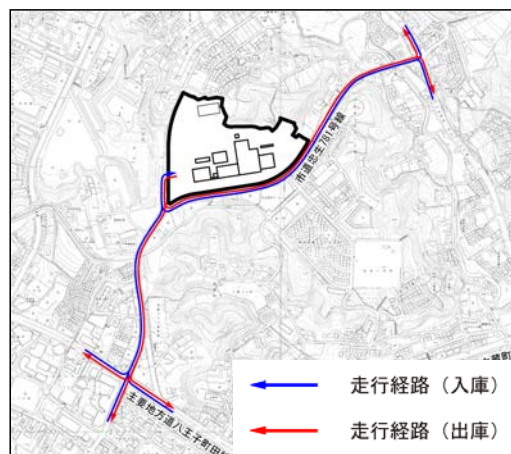 市道忠生781号線
主要地方道八王子町田線
走行経路（入庫）
走行経路（出庫）